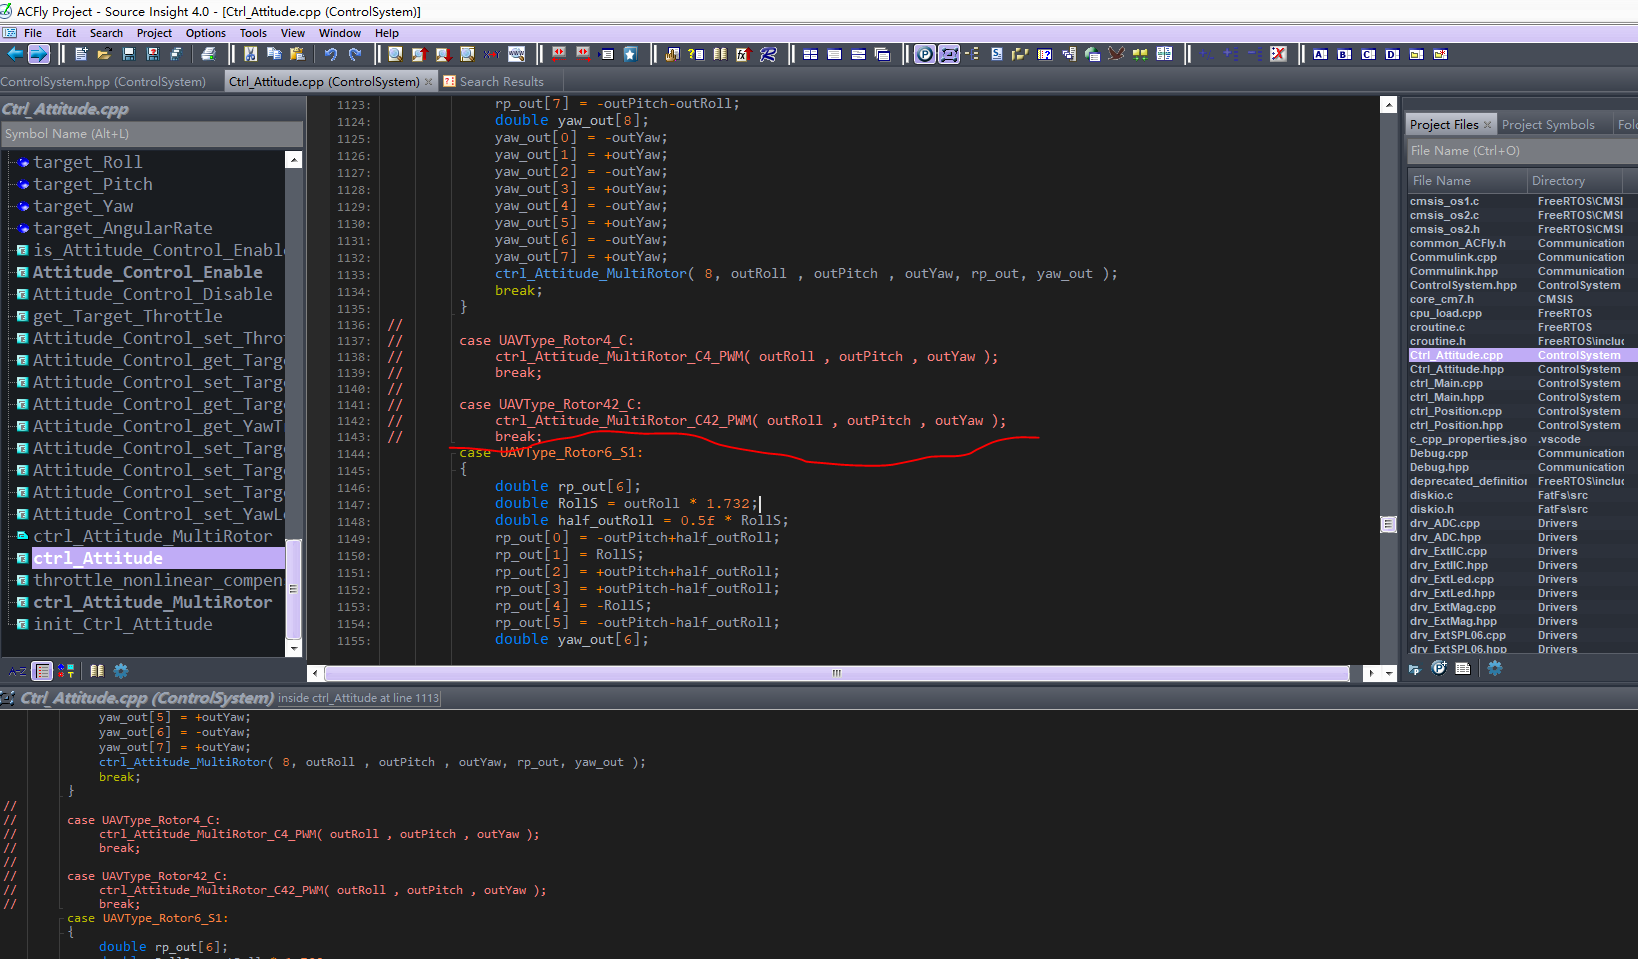 ACFly Project - Source Insight 4.0 - [Ctrl_Attitude.cpp (ControlSystem)]
File Edit Search Project Options Tools View Window Help
ControlSystem.hpp (ControlSystem) Ctrl_Attitude.cpp (ControlSystem) Search Results
Ctrl_Attitude.cpp
Symbol Name (Alt+L)
target_Roll
target_Pitch
target_Yaw
target_AngularRate
is_Attitude_Control_Enabl
Attitude_Control_Enable
Attitude_Control_Disable
get_Target_Throttle
Attitude_Control_set_Thro
Attitude_Control_get_Targ
Attitude_Control_set_Targ
Attitude_Control_get_Targ
Attitude_Control_get_YawT
Attitude_Control_set_Targ
Attitude_Control_set_Targ
Attitude_Control_set_Targ
Attitude_Control_set_YawL
ctrl_Attitude_MultiRotor
ctrl_Attitude
throttle_nonlinear_compen
ctrl_Attitude_MultiRotor
init_Ctrl_Attitude
1123: rp_out[7] = -outPitch-outRoll;
1124: double yaw_out[8];
1125: yaw_out[0] = -outYaw;
1126: yaw_out[1] = +outYaw;
1127: yaw_out[2] = -outYaw;
1128: yaw_out[3] = +outYaw;
1129: yaw_out[4] = -outYaw;
1130: yaw_out[5] = +outYaw;
1131: yaw_out[6] = -outYaw;
1132: yaw_out[7] = +outYaw;
1133: ctrl_Attitude_MultiRotor( 8, outRoll , outPitch , outYaw, rp_out, yaw_out );
1134: break;
1135: }
1136: //
1137: // case UAVType_Rotor4_C:
1138: // ctrl_Attitude_MultiRotor_C4_PWM( outRoll , outPitch , outYaw );
1139: // break;
1140: //
1141: // case UAVType_Rotor42_C:
1142: // ctrl_Attitude_MultiRotor_C42_PWM( outRoll , outPitch , outYaw );
1143: // break;
1144: case UAVType_Rotor6_S1:
1145: {
1146: double rp_out[6];
1147: double RollS = outRoll * 1.732;
1148: double half_outRoll = 0.5f * RollS;
1149: rp_out[0] = -outPitch+half_outRoll;
1150: rp_out[1] = RollS;
1151: rp_out[2] = +outPitch+half_outRoll;
1152: rp_out[3] = +outPitch-half_outRoll;
1153: rp_out[4] = -RollS;
1154: rp_out[5] = -outPitch-half_outRoll;
1155: double yaw_out[6];
Project Files Project Symbols Fol
File Name (Ctrl+O)
File Name Directory
cmsis_os1.c FreeRTOS\CMSI
cmsis_os2.c FreeRTOS\CMSI
cmsis_os2.h FreeRTOS\CMSI
common_ACFly.h Communication
Commulink.cpp Communication
Commulink.hpp Communication
ControlSystem.hpp ControlSystem
core_cm7.h CMSIS
cpu_load.cpp FreeRTOS
croutine.c FreeRTOS
croutine.h FreeRTOS\includ
Ctrl_Attitude.cpp ControlSystem
Ctrl_Attitude.hpp ControlSystem
ctrl_Main.cpp ControlSystem
ctrl_Main.hpp ControlSystem
ctrl_Position.cpp ControlSystem
ctrl_Position.hpp ControlSystem
c_cpp_properties.jso .vscode
Debug.cpp Communication
Debug.hpp Communication
deprecated_definition FreeRTOS\includ
diskio.c FatFs\src
diskio.h FatFs\src
drv_ADC.cpp Drivers
drv_ADC.hpp Drivers
drv_ExtIIC.cpp Drivers
drv_ExtIIC.hpp Drivers
drv_ExtLed.cpp Drivers
drv_ExtLed.hpp Drivers
drv_ExtMag.cpp Drivers
drv_ExtMag.hpp Drivers
drv_ExtSPL06.cpp Drivers
drv_ExtSPL06.hpp Drivers
Ctrl_Attitude.cpp (ControlSystem) inside ctrl_Attitude at line 1113
yaw_out[5] = +outYaw;
yaw_out[6] = -outYaw;
yaw_out[7] = +outYaw;
ctrl_Attitude_MultiRotor( 8, outRoll , outPitch , outYaw, rp_out, yaw_out );
break;
}
//
// case UAVType_Rotor4_C:
// ctrl_Attitude_MultiRotor_C4_PWM( outRoll , outPitch , outYaw );
// break;
//
// case UAVType_Rotor42_C:
// ctrl_Attitude_MultiRotor_C42_PWM( outRoll , outPitch , outYaw );
// break;
case UAVType_Rotor6_S1:
{
double rp_out[6];